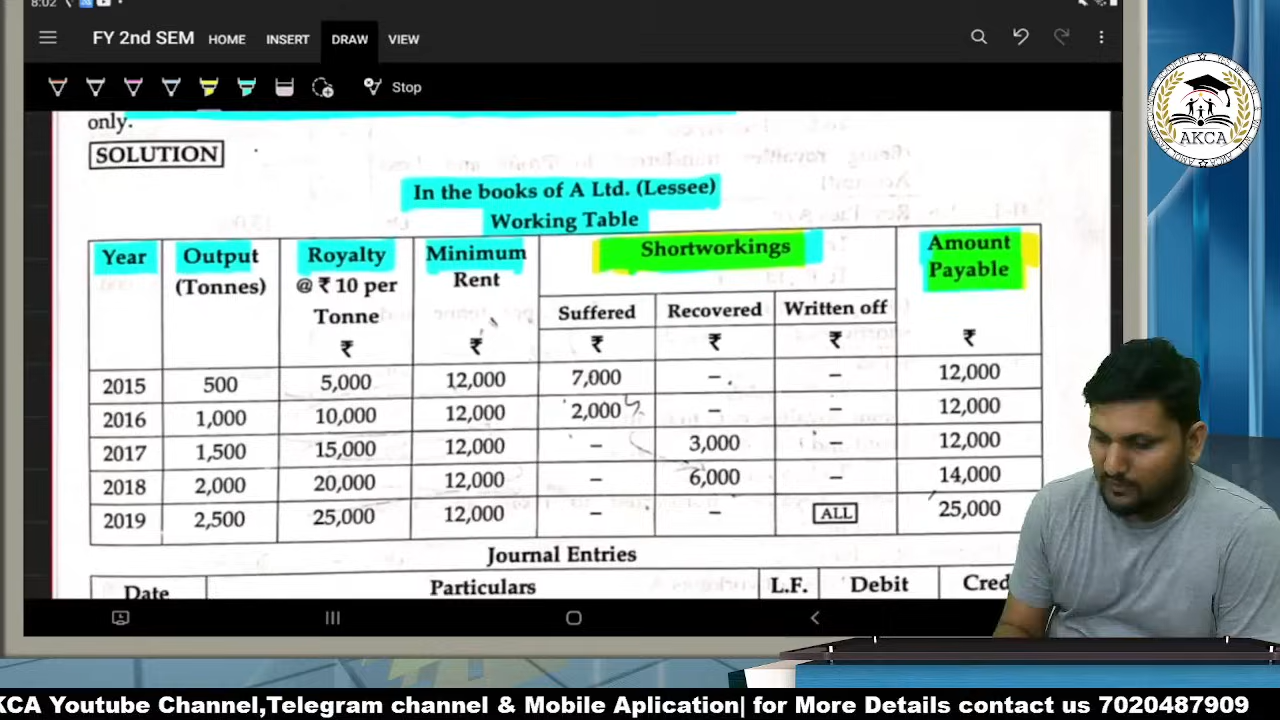 8:02
FY 2nd SEM HOME INSERT DRAW VIEW
Stop
only.
SOLUTION
In the books of A Ltd. (Lessee)
Working Table
Year Output (Tonnes) Royalty @ ₹ 10 per Tonne ₹ Minimum Rent ₹ Shortworkings Amount Payable ₹
Suffered ₹ Recovered ₹ Written off ₹
2015 500 5,000 12,000 7,000 – – 12,000
2016 1,000 10,000 12,000 2,000 – – 12,000
2017 1,500 15,000 12,000 – 3,000 – 12,000
2018 2,000 20,000 12,000 – 6,000 – 14,000
2019 2,500 25,000 12,000 – – ALL 25,000
Journal Entries
Date Particulars L.F. Debit Cred
AKCA
KCA Youtube Channel,Telegram channel & Mobile Aplication| for More Details contact us 7020487909